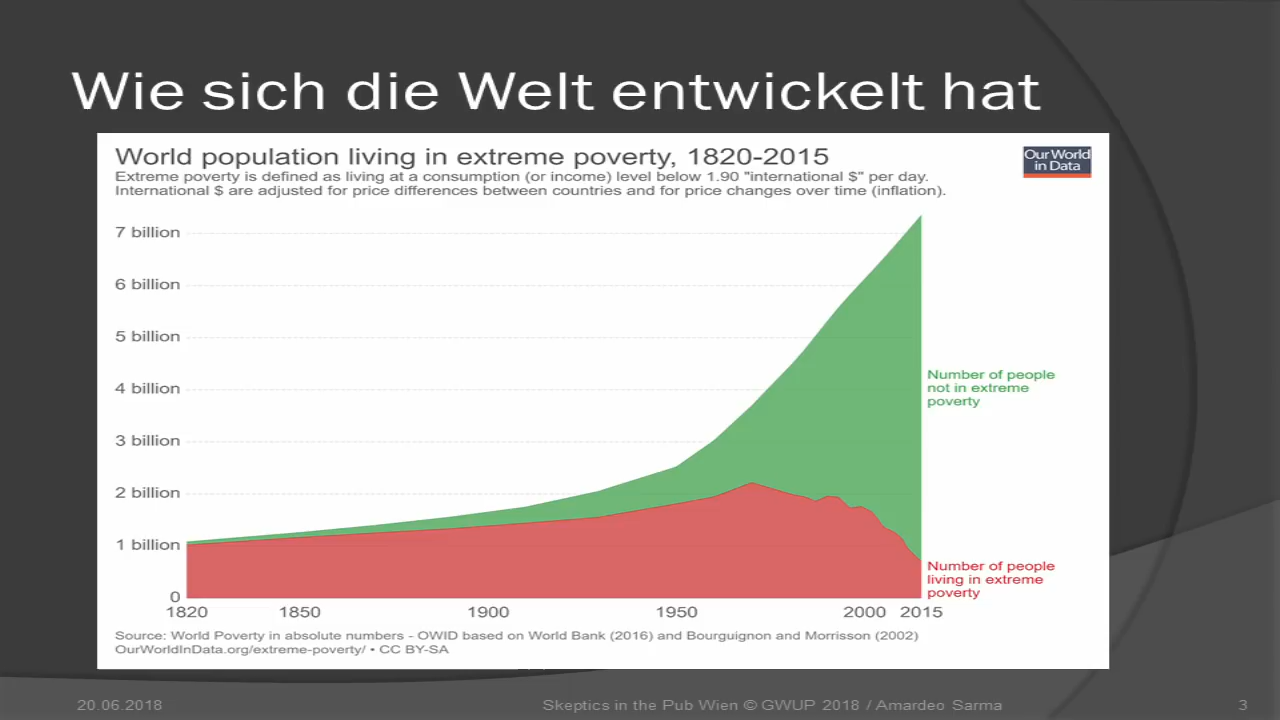 Wie sich die Welt entwickelt hat
World population living in extreme poverty, 1820-2015
Extreme poverty is defined as living at a consumption (or income) level below 1.90 "international $" per day.
International $ are adjusted for price differences between countries and for price changes over time (inflation).
Our World
in Data
7 billion
6 billion
5 billion
4 billion
3 billion
2 billion
1 billion
0
Number of people
not in extreme
poverty
Number of people
living in extreme
poverty
1820 1850 1900 1950 2000 2015
Source: World Poverty in absolute numbers - OWID based on World Bank (2016) and Bourguignon and Morrisson (2002)
OurWorldInData.org/extreme-poverty/ • CC BY-SA
20.06.2018 Skeptics in the Pub Wien © GWUP 2018 / Amardeo Sarma 3